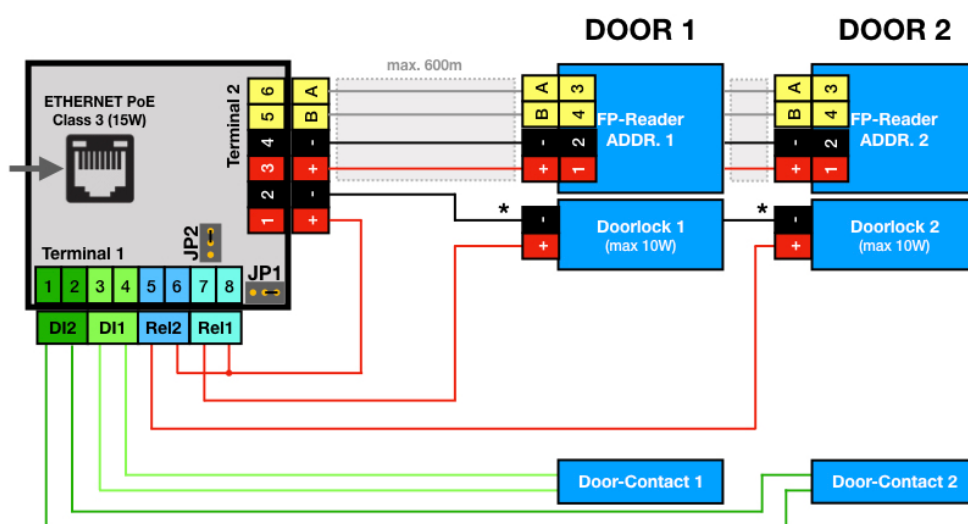 DOOR 1
DOOR 2
max. 600m
ETHERNET PoE
Class 3 (15W)
Terminal 2
6 A
5 B
4 -
3 +
2 -
1 +
A 3
B 4
- 2
+ 1
FP-Reader
ADDR. 1
A 3
B 4
- 2
+ 1
FP-Reader
ADDR. 2
* -
+
Doorlock 1
(max 10W)
* -
+
Doorlock 2
(max 10W)
JP2
Terminal 1
JP1
1 2 3 4 5 6 7 8
DI2 DI1 Rel2 Rel1
Door-Contact 1
Door-Contact 2